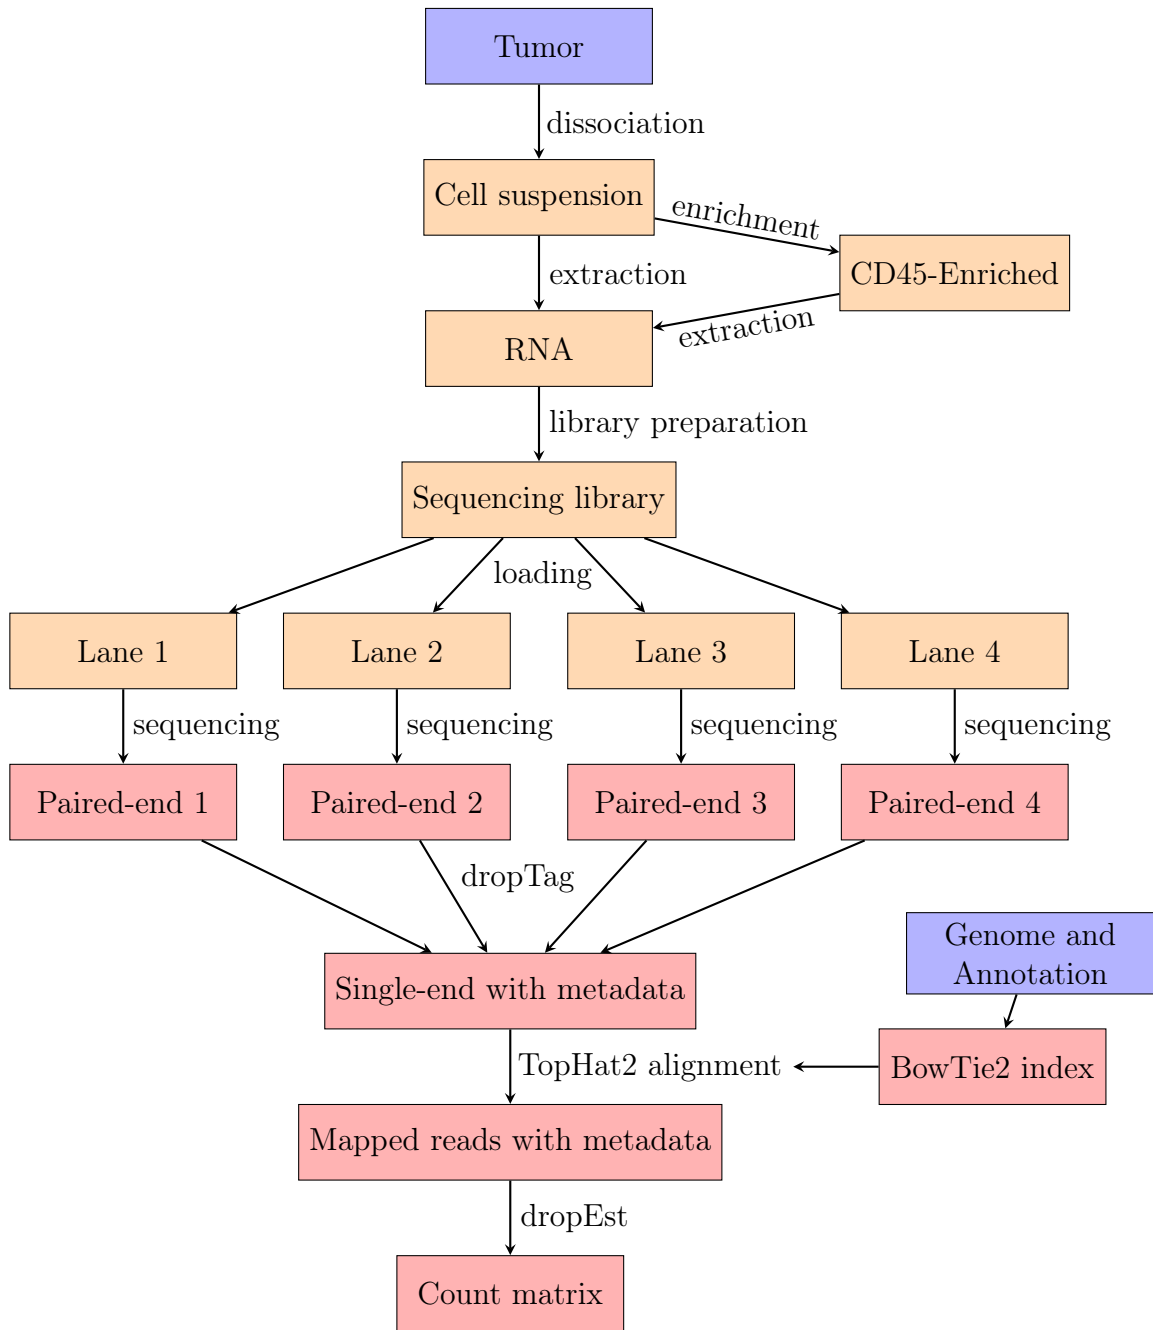 Tumor
dissociation
Cell suspension
enrichment
CD45-Enriched
extraction
extraction
RNA
library preparation
Sequencing library
loading
Lane 1
Lane 2
Lane 3
Lane 4
sequencing
sequencing
sequencing
sequencing
Paired-end 1
Paired-end 2
Paired-end 3
Paired-end 4
dropTag
Genome and
Annotation
Single-end with metadata
TopHat2 alignment
BowTie2 index
Mapped reads with metadata
dropEst
Count matrix